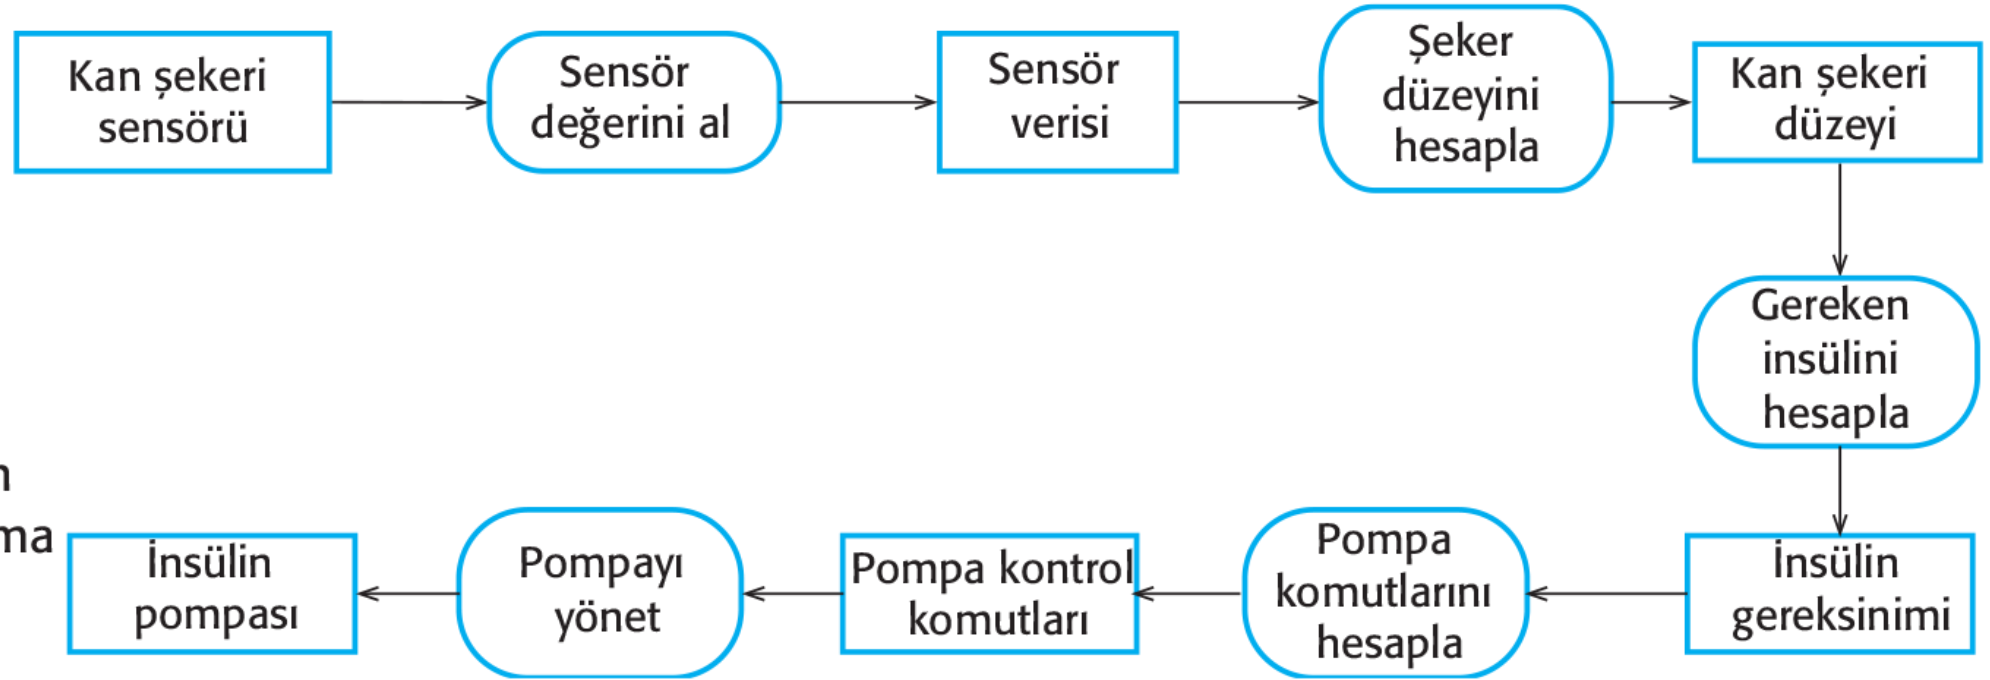 Kan şekeri
sensörü
Sensör
değerini al
Sensör
verisi
Şeker
düzeyini
hesapla
Kan şekeri
düzeyi
Gereken
insülini
hesapla
İnsülin
gereksinimi
Pompa
komutlarını
hesapla
Pompa kontrol
komutları
Pompayı
yönet
İnsülin
pompası